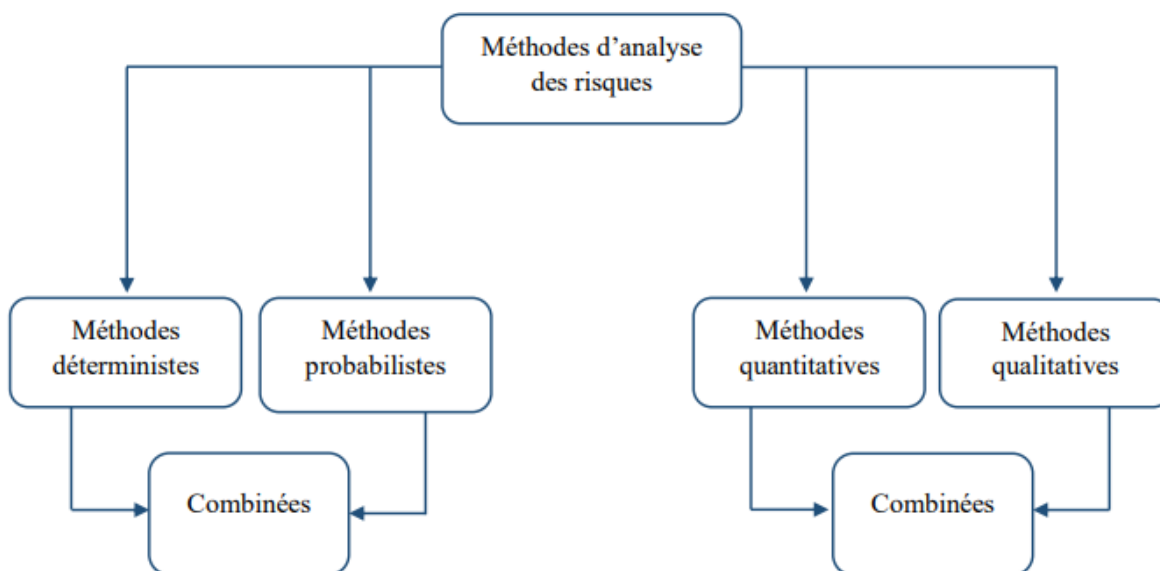 Méthodes d’analyse
des risques
Méthodes
déterministes
Méthodes
probabilistes
Méthodes
quantitatives
Méthodes
qualitatives
Combinées
Combinées